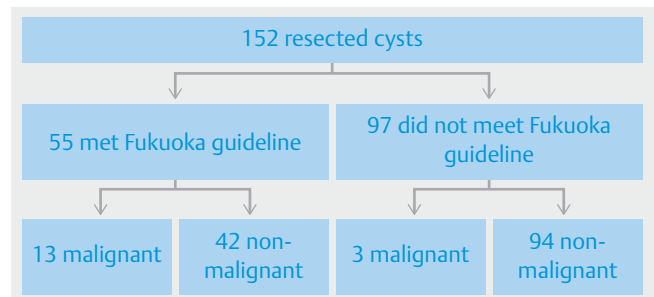 152 resected cysts
55 met Fukuoka guideline
97 did not meet Fukuoka
guideline
13 malignant
42 non-
malignant
3 malignant
94 non-
malignant